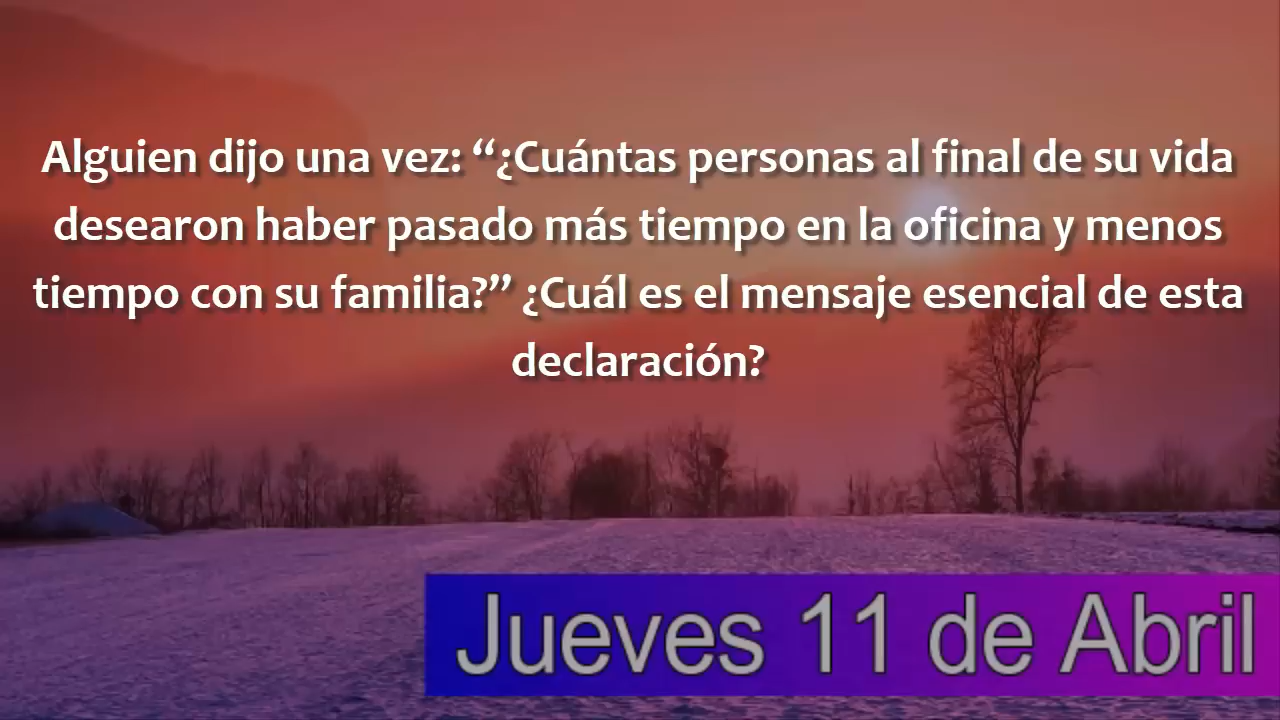 Alguien dijo una vez: “¿Cuántas personas al final de su vida
desearon haber pasado más tiempo en la oficina y menos
tiempo con su familia?” ¿Cuál es el mensaje esencial de esta
declaración?
Jueves 11 de Abril